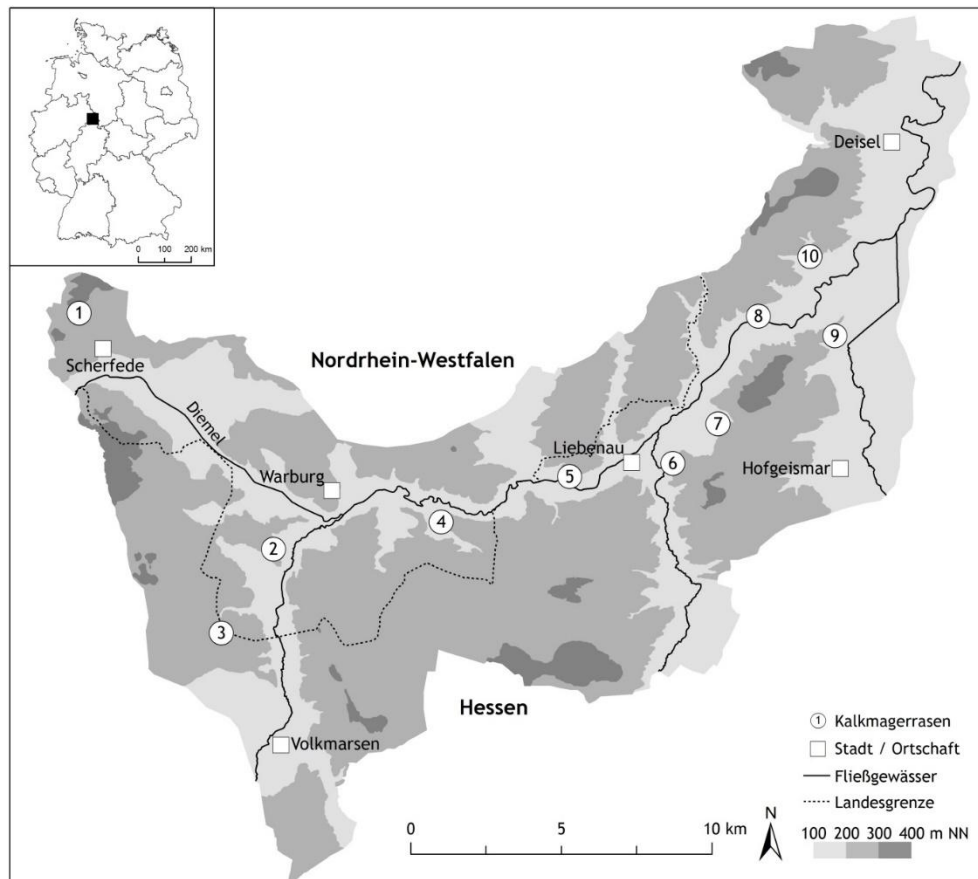 0 100 200 km
Deisel
10
1
8
9
Scherfede
Nordrhein-Westfalen
Diemel
7
Liebenau
Warburg
5
6
Hofgeismar
4
2
3
Hessen
Volkmarsen
1 Kalkmagerrasen
Stadt / Ortschaft
Fließgewässer
Landesgrenze
N
0 5 10 km
100 200 300 400 m NN